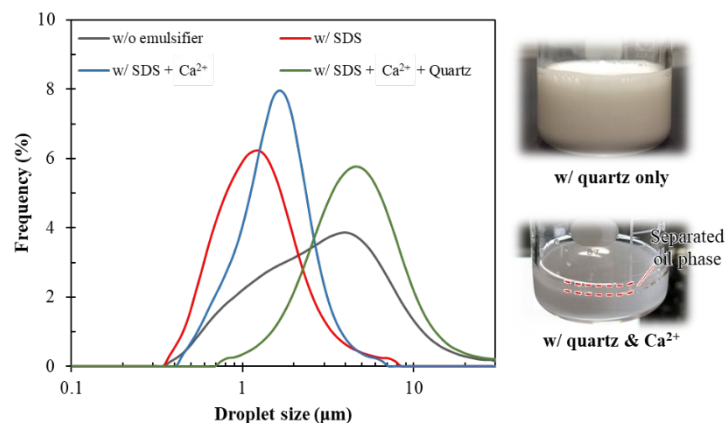 w/o emulsifier
w/ SDS
w/ SDS + Ca²⁺
w/ SDS + Ca²⁺ + Quartz
Frequency (%)
10
8
6
4
2
0
0.1
1
10
Droplet size (µm)
w/ quartz only
Separated
oil phase
w/ quartz & Ca²⁺